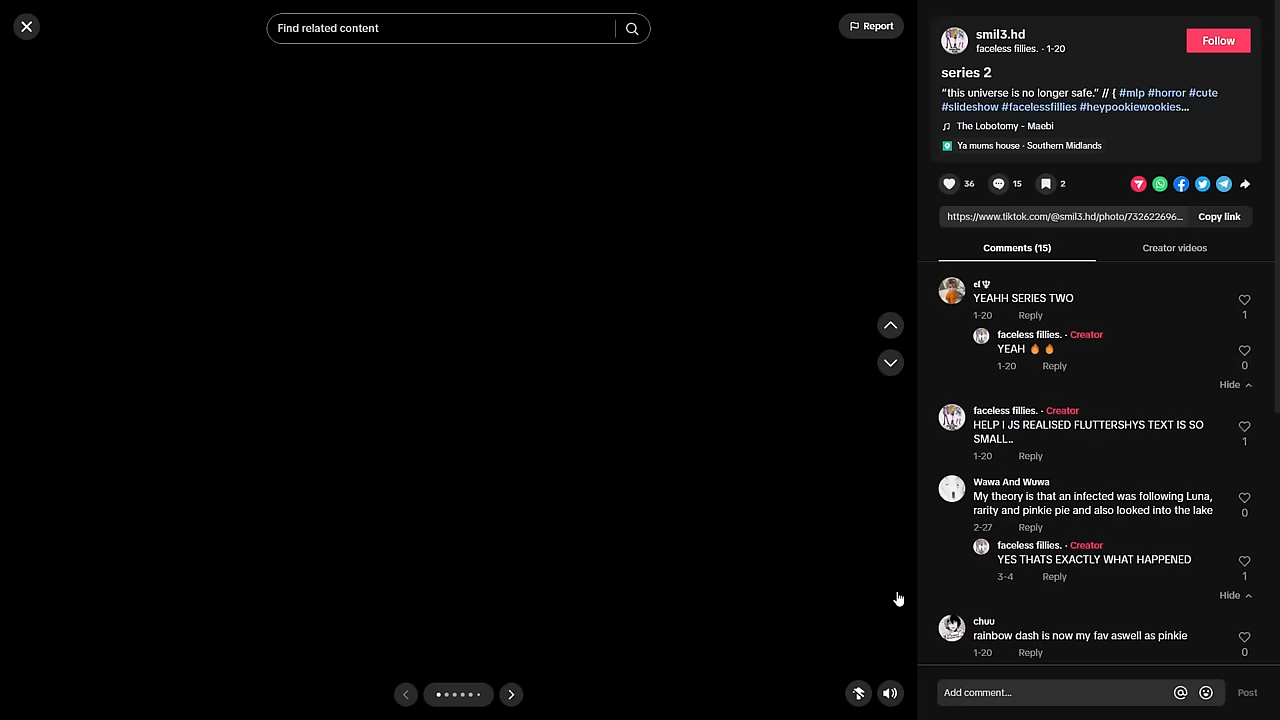 Find related content
Report
smil3.hd
faceless fillies. · 1-20
Follow
series 2
“this universe is no longer safe.” // { #mlp #horror #cute
#slideshow #facelessfillies #heypookiewookies...
The Lobotomy - Maebi
Ya mums house · Southern Midlands
36
15
2
https://www.tiktok.com/@smil3.hd/photo/732622696...
Copy link
Comments (15)
Creator videos
YEAHH SERIES TWO
1-20 Reply
1
faceless fillies. · Creator
YEAH 🔥 🔥
1-20 Reply
0
Hide
faceless fillies. · Creator
HELP I JS REALISED FLUTTERSHYS TEXT IS SO
SMALL..
1-20 Reply
1
Wawa And Wuwa
My theory is that an infected was following Luna,
rarity and pinkie pie and also looked into the lake
2-27 Reply
0
faceless fillies. · Creator
YES THATS EXACTLY WHAT HAPPENED
3-4 Reply
1
Hide
chuu
rainbow dash is now my fav aswell as pinkie
1-20 Reply
0
Add comment...
Post